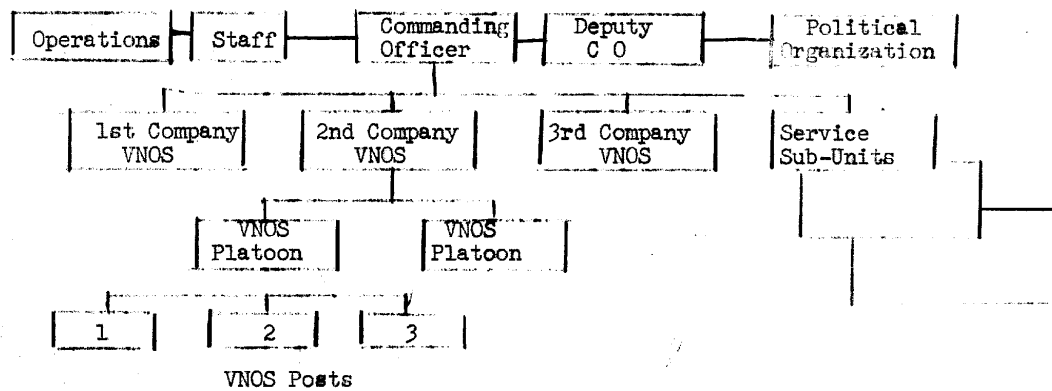 Operations
Staff
Commanding
Officer
Deputy
C O
Political
Organization
1st Company
VNOS
2nd Company
VNOS
3rd Company
VNOS
Service
Sub-Units
VNOS
Platoon
VNOS
Platoon
1
2
3
VNOS Posts